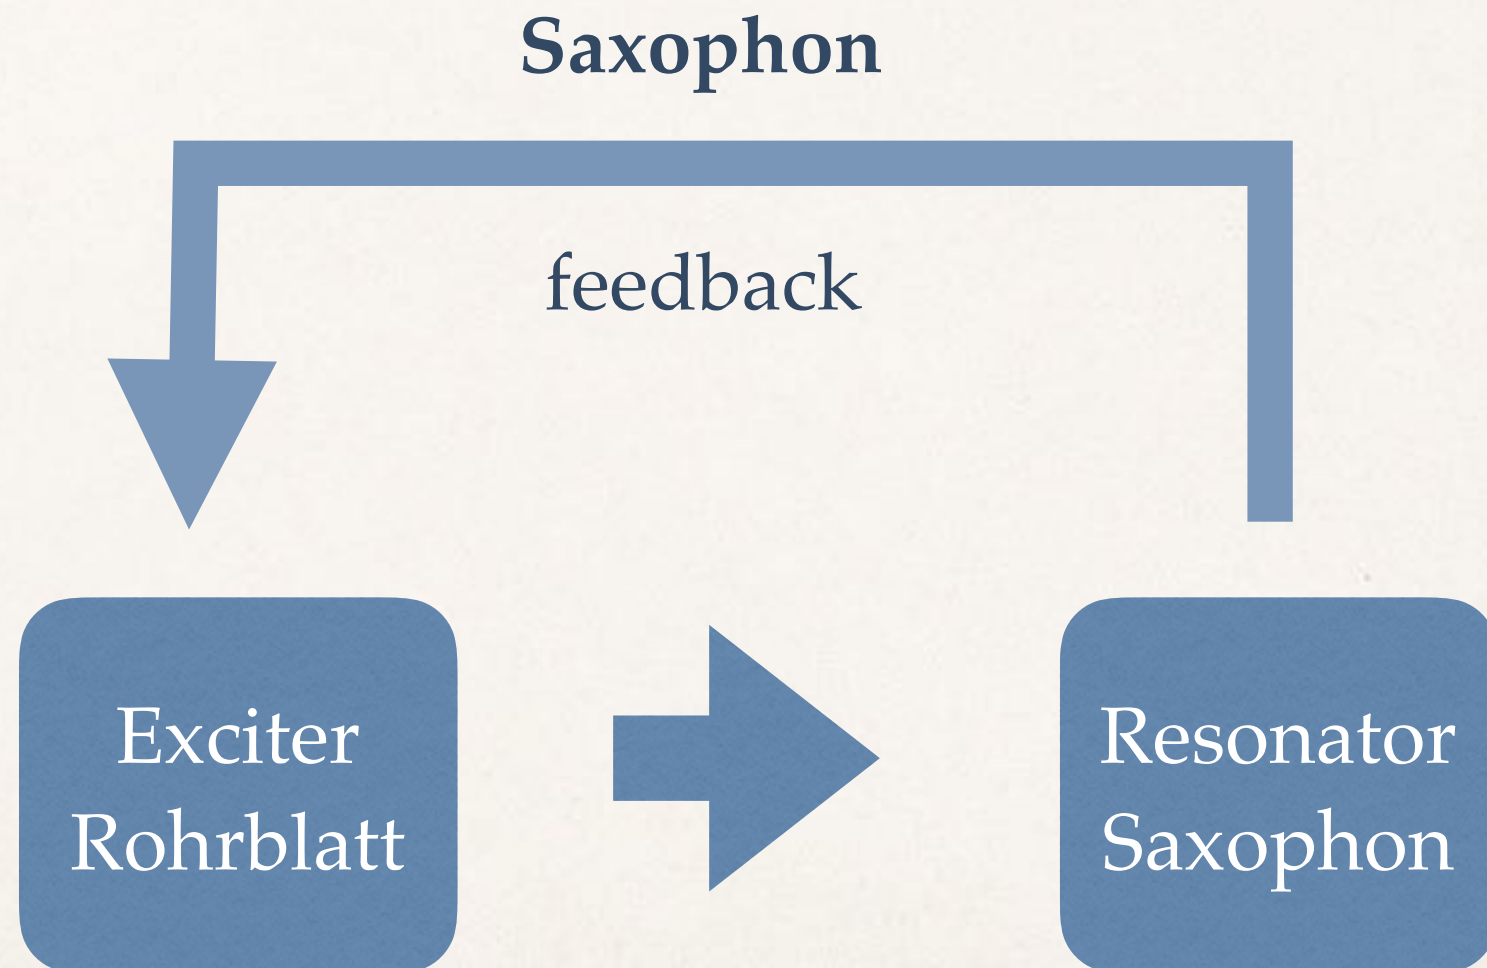 Saxophon
feedback
Exciter
Rohrblatt
Resonator
Saxophon